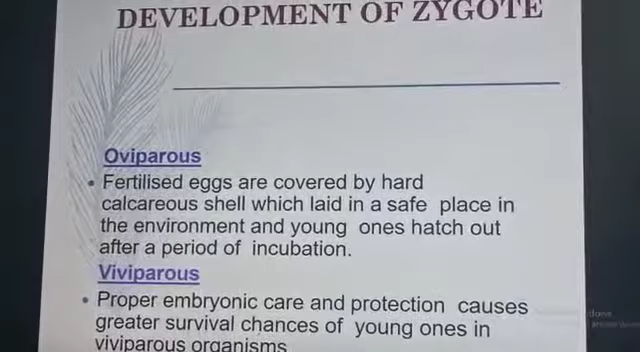 DEVELOPMENT OF ZYGOTE
Oviparous
• Fertilised eggs are covered by hard
calcareous shell which laid in a safe place in
the environment and young ones hatch out
after a period of incubation.
Viviparous
• Proper embryonic care and protection causes
greater survival chances of young ones in
viviparous organisms